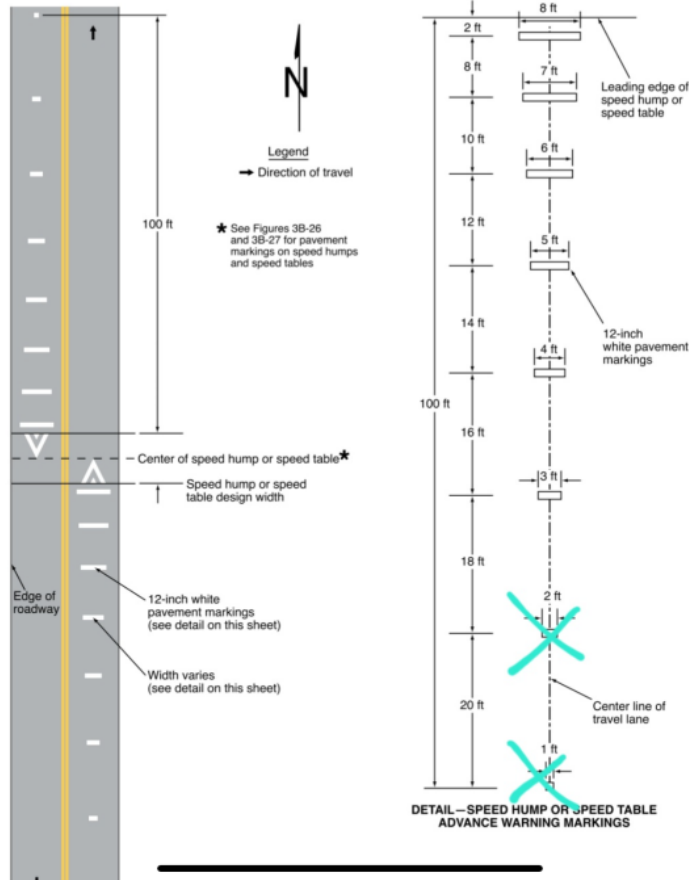 100 ft
N
Legend
→ Direction of travel
* See Figures 3B-26
and 3B-27 for pavement
markings on speed humps
and speed tables
Center of speed hump or speed table*
Speed hump or speed
table design width
Edge of
roadway
12-inch white
pavement markings
(see detail on this sheet)
Width varies
(see detail on this sheet)
8 ft
2 ft
8 ft
7 ft
Leading edge of
speed hump or
speed table
10 ft
6 ft
12 ft
5 ft
14 ft
12-inch
white pavement
markings
4 ft
100 ft
16 ft
3 ft
18 ft
2 ft
20 ft
Center line of
travel lane
1 ft
DETAIL—SPEED HUMP OR SPEED TABLE
ADVANCE WARNING MARKINGS